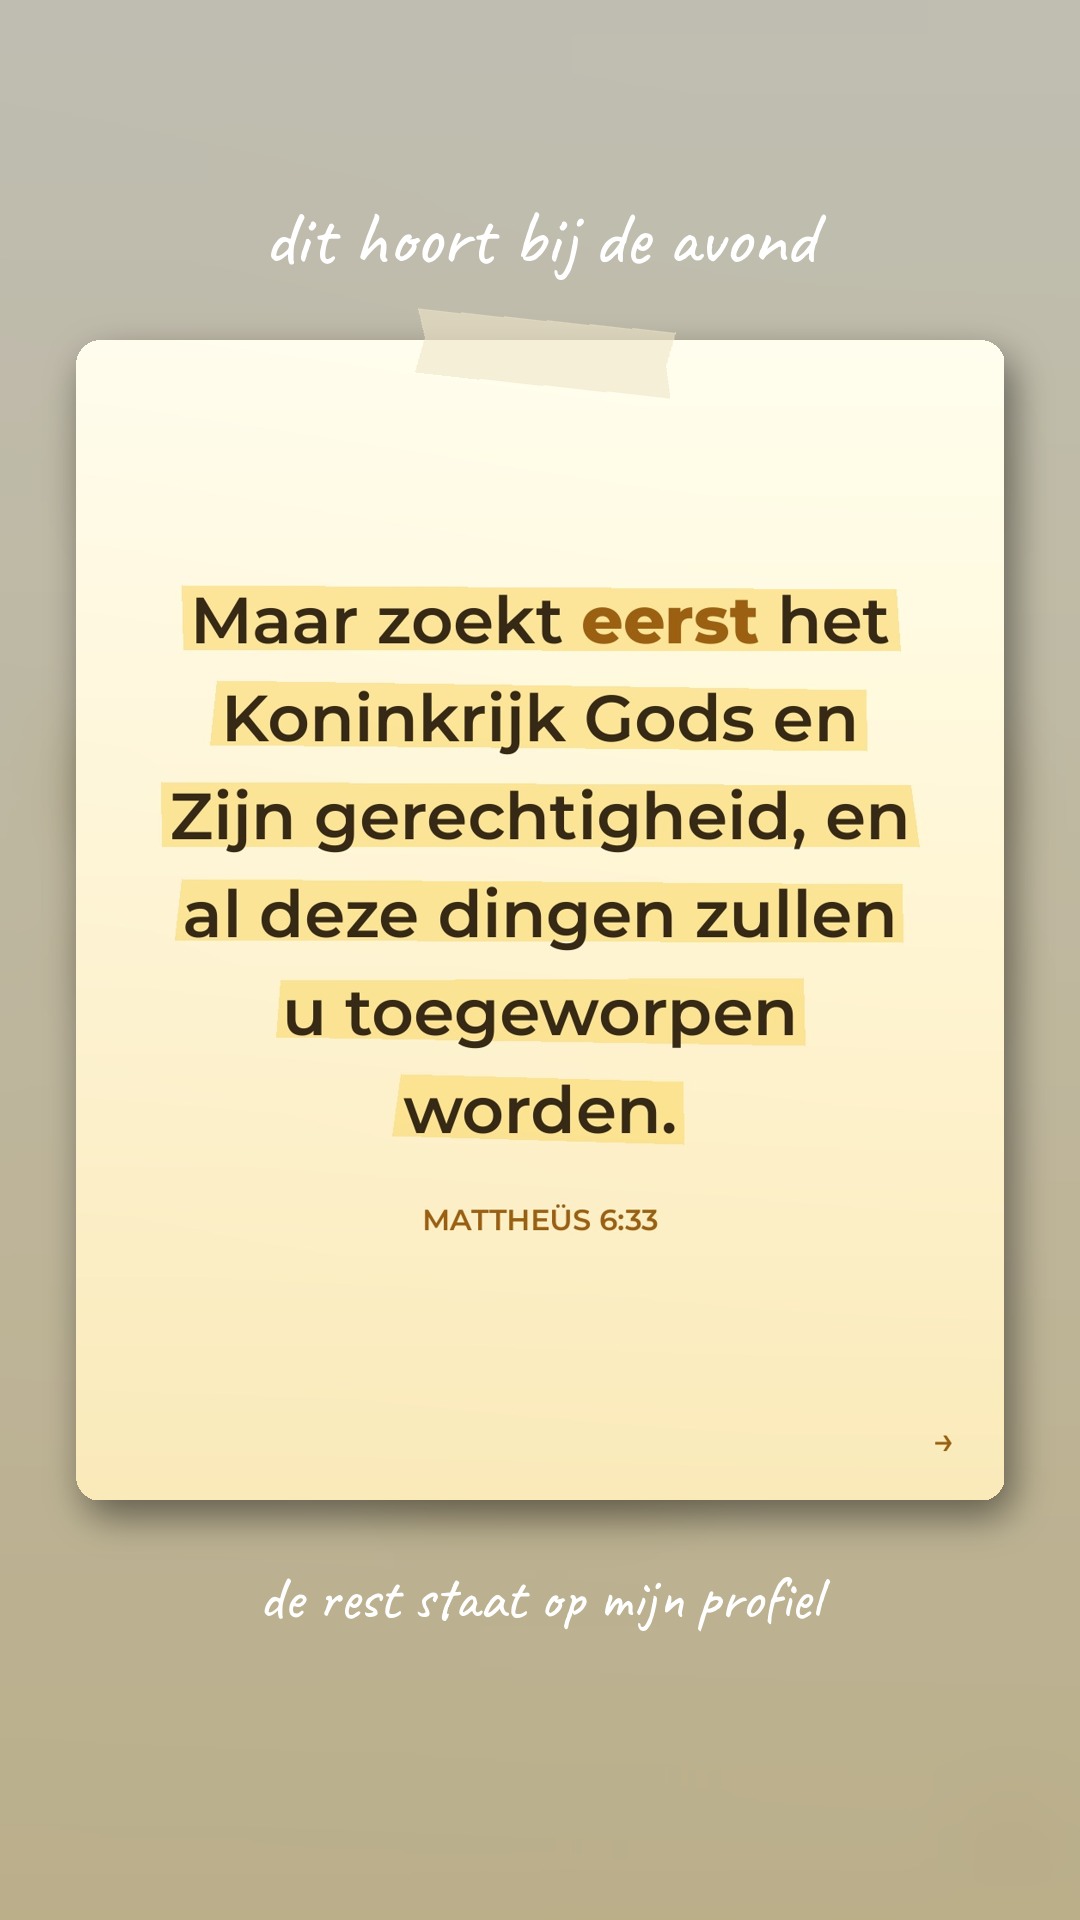 dit hoort bij de avond
Maar zoekt eerst het
Koninkrijk Gods en
Zijn gerechtigheid, en
al deze dingen zullen
u toegeworpen
worden.
MATTHEÜS 6:33
→
de rest staat op mijn profiel